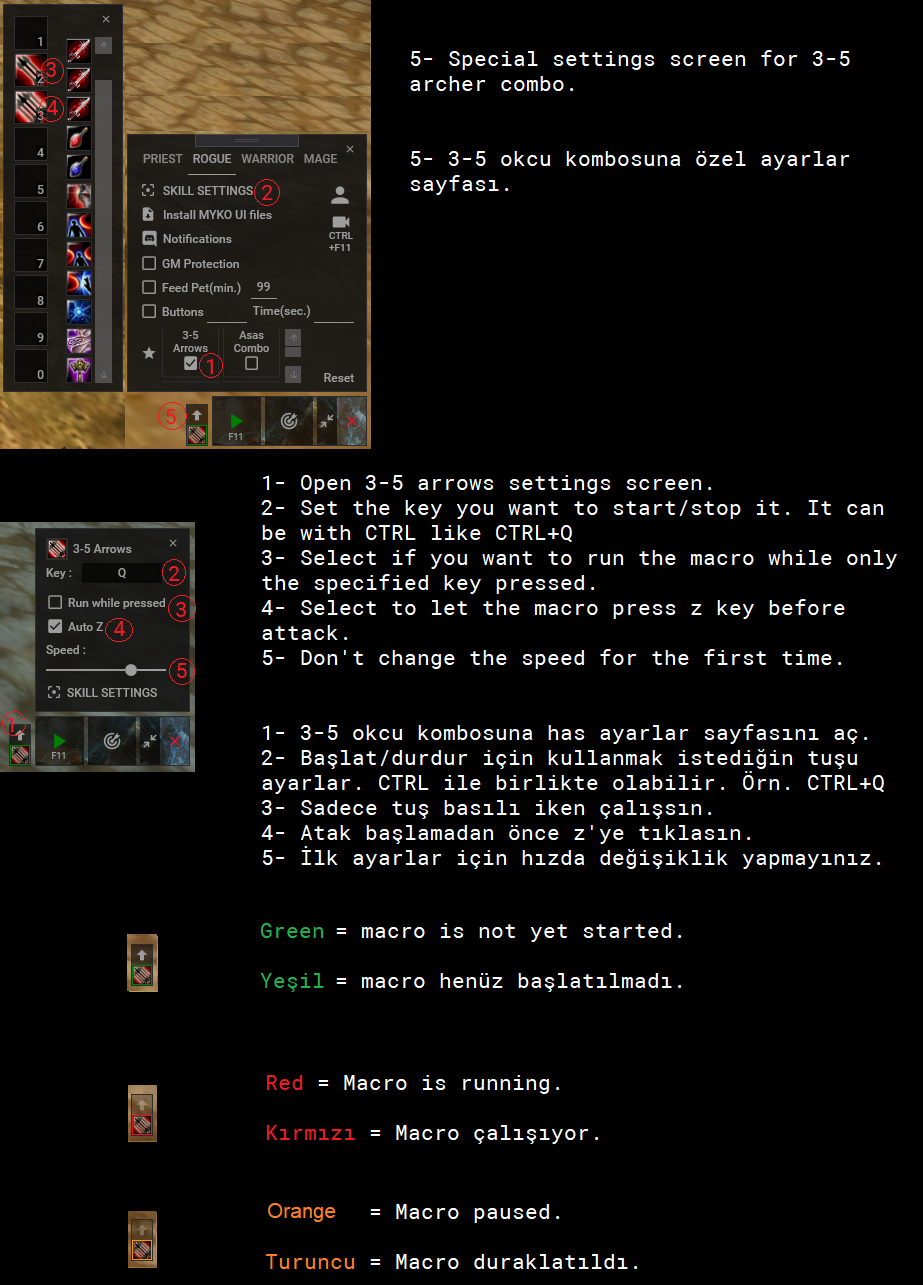 1
2
3
3
4
4
5
6
7
8
9
0
PRIEST ROGUE WARRIOR MAGE
SKILL SETTINGS 2
Install MYKO UI files
Notifications
CTRL
+F11
GM Protection
Feed Pet(min.) 99
Buttons Time(sec.)
3-5
Arrows
1
Asas
Combo
Reset
5
F11
5- Special settings screen for 3-5
archer combo.
5- 3-5 okcu kombosuna özel ayarlar
sayfası.
3-5 Arrows
Key : Q 2
Run while pressed 3
Auto Z 4
Speed :
5
SKILL SETTINGS
1
F11
1- Open 3-5 arrows settings screen.
2- Set the key you want to start/stop it. It can
be with CTRL like CTRL+Q
3- Select if you want to run the macro while only
the specified key pressed.
4- Select to let the macro press z key before
attack.
5- Don't change the speed for the first time.
1- 3-5 okcu kombosuna has ayarlar sayfasını aç.
2- Başlat/durdur için kullanmak istediğin tuşu
ayarlar. CTRL ile birlikte olabilir. Örn. CTRL+Q
3- Sadece tuş basılı iken çalışsın.
4- Atak başlamadan önce z'ye tıklasın.
5- İlk ayarlar için hızda değişiklik yapmayınız.
Green = macro is not yet started.
Yeşil = macro henüz başlatılmadı.
Red = Macro is running.
Kırmızı = Macro çalışıyor.
Orange = Macro paused.
Turuncu = Macro duraklatıldı.